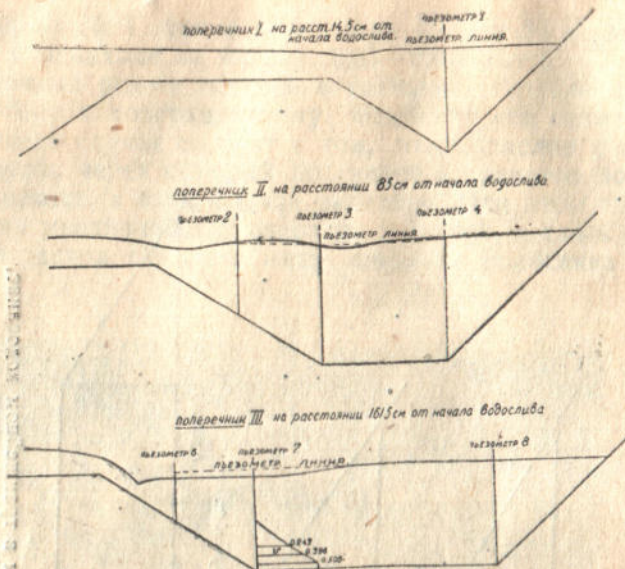 поперечник I на расст. 14,5 см от
начала водослива.
пьезометр 1.
пьезометр. линия.
поперечник II на расстоянии 85 см от начала водослива.
пьезометр 2
пьезометр 3
пьезометр 4
пьезометр линия
поперечник III на расстоянии 161,5 см от начала водослива
пьезометр 6
пьезометр 7
пьезометр 8
пьезометр линия